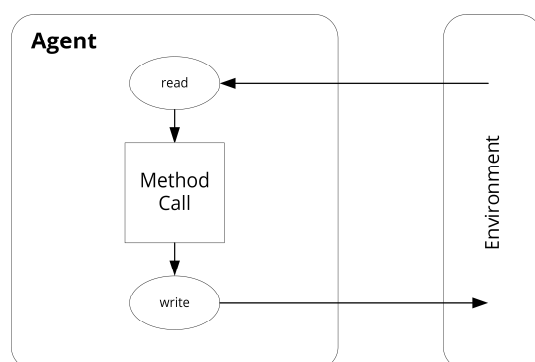 Agent
read
Method
Call
write
Environment